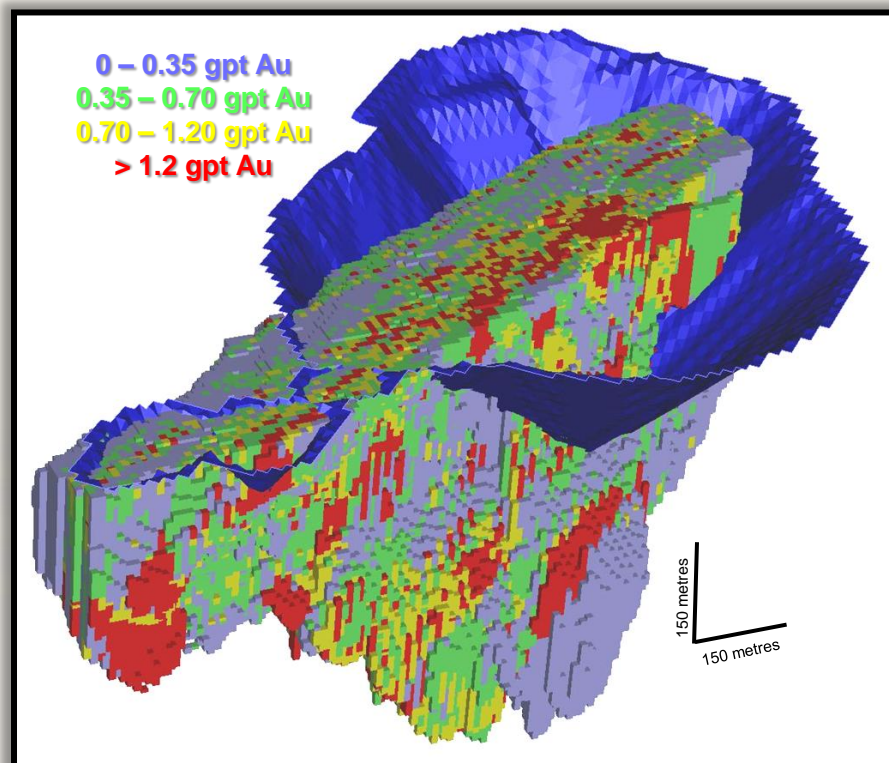 0 – 0.35 gpt Au
0.35 – 0.70 gpt Au
0.70 – 1.20 gpt Au
> 1.2 gpt Au
150 metres
150 metres